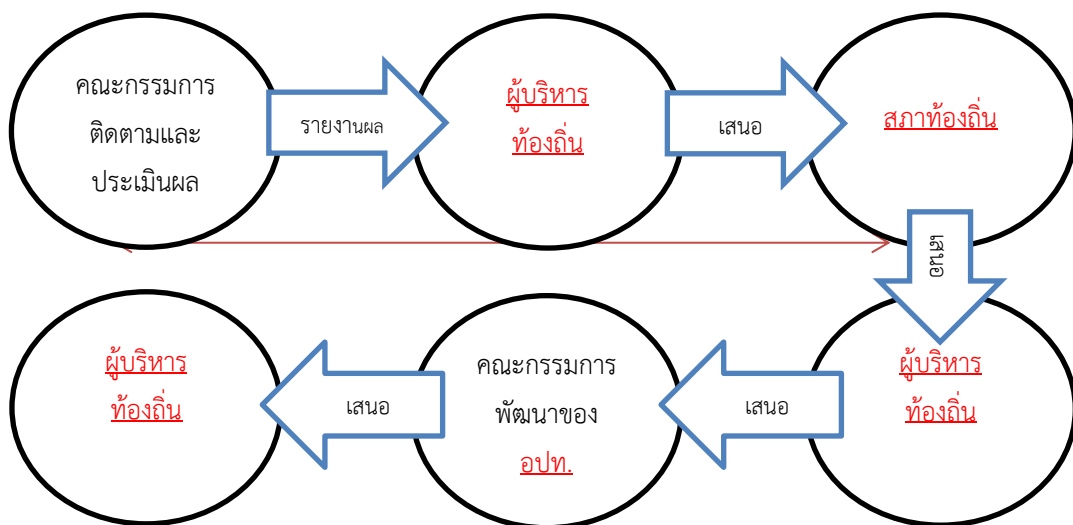 คณะกรรมการ
ติดตามและ
ประเมินผล
รายงานผล
ผู้บริหาร
ท้องถิ่น
เสนอ
สภาท้องถิ่น
เสนอ
ผู้บริหาร
ท้องถิ่น
เสนอ
คณะกรรมการ
พัฒนาของ
อปท.
เสนอ
ผู้บริหาร
ท้องถิ่น